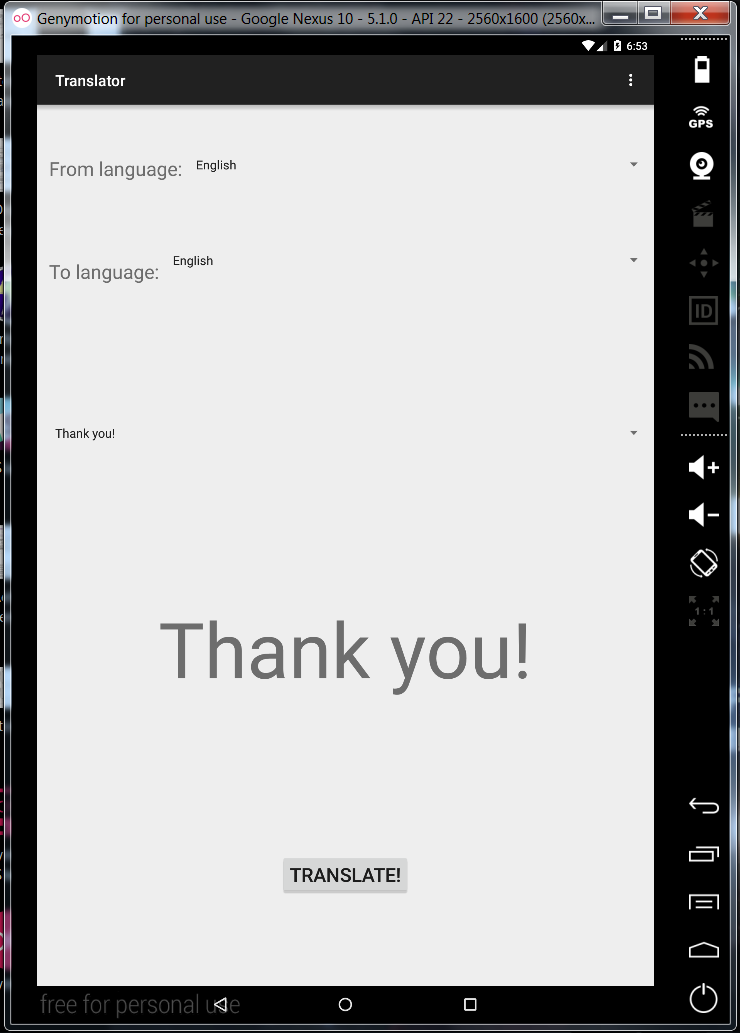 Genymotion for personal use - Google Nexus 10 - 5.1.0 - API 22 - 2560x1600 (2560x...
6:53
Translator
GPS
From language: English
To language: English
ID
Thank you!
Thank you!
1:1
TRANSLATE!
free for personal use